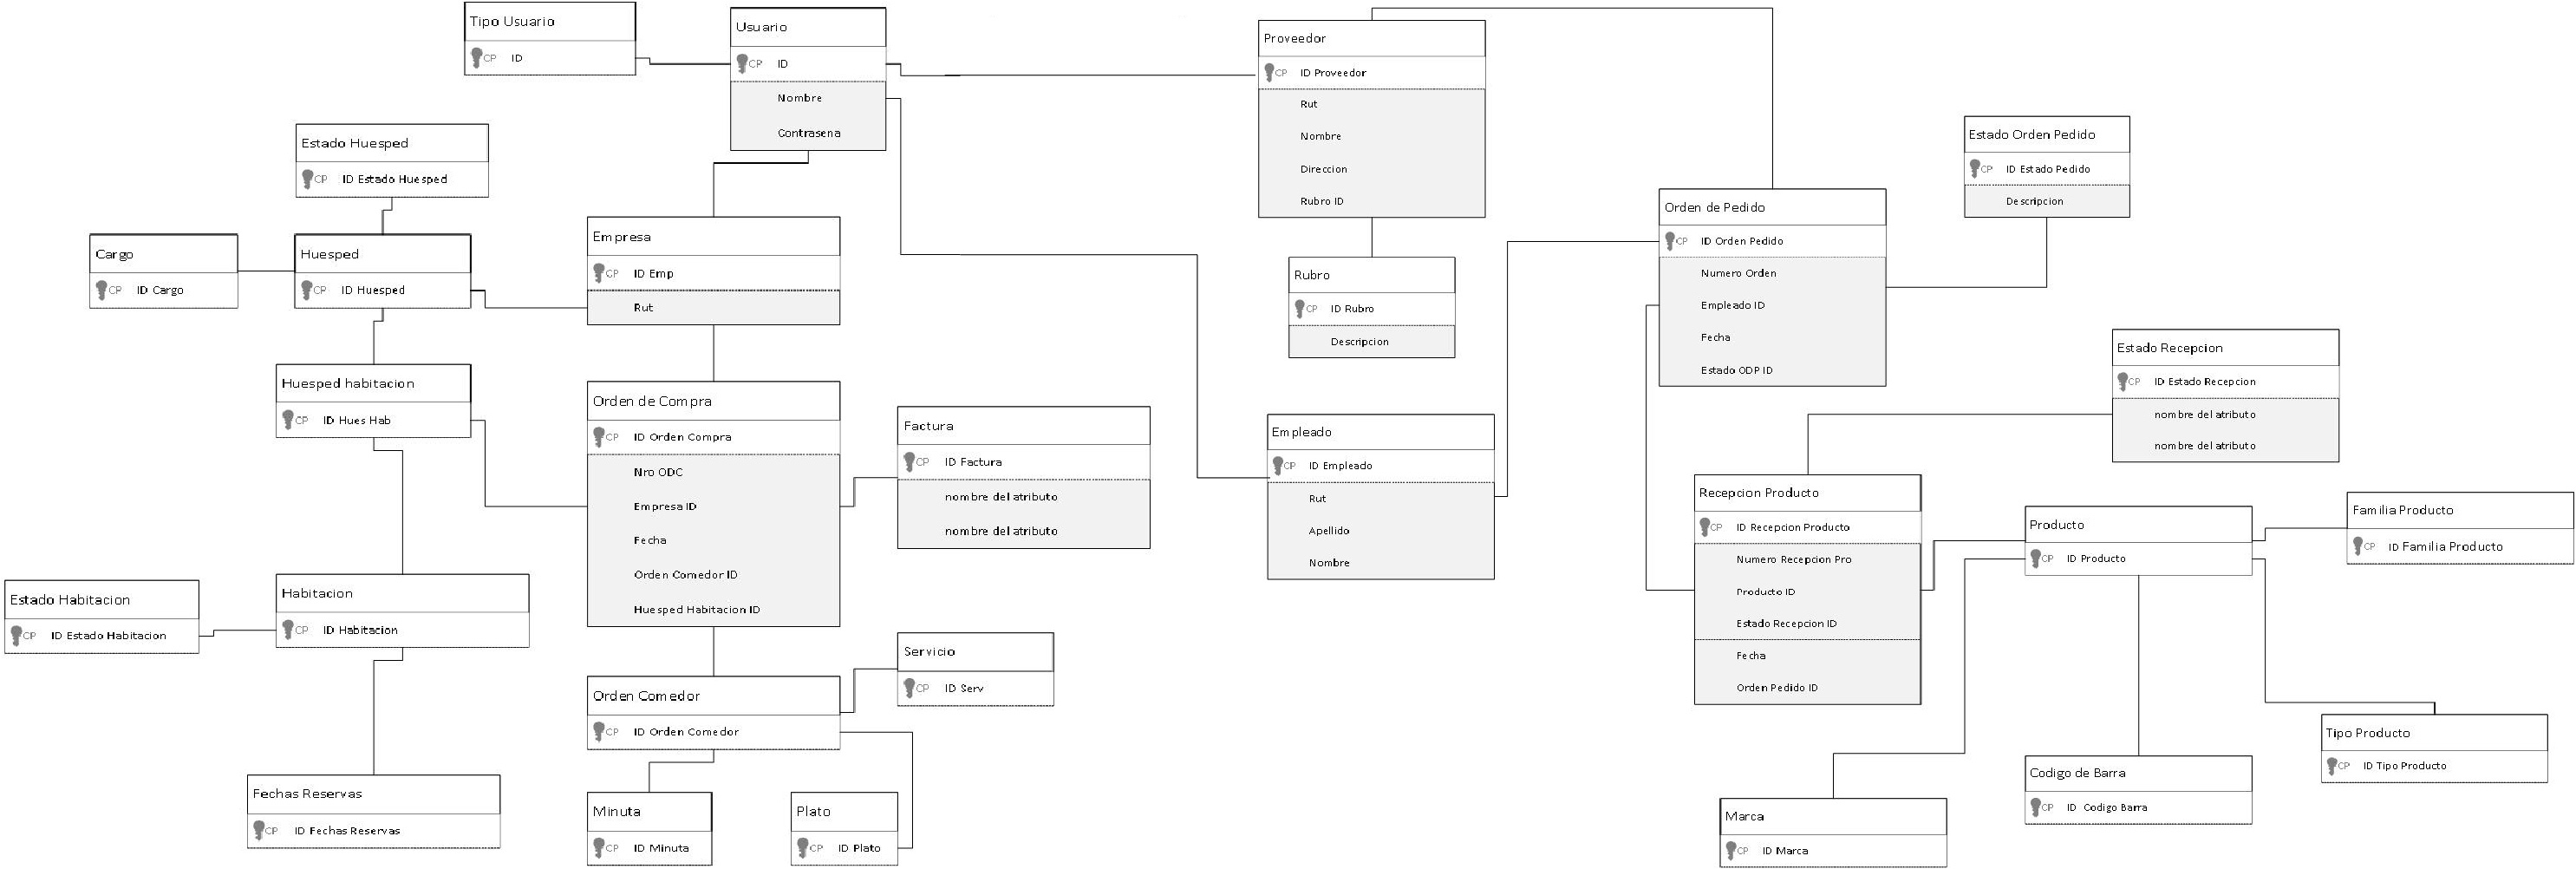 Tipo Usuario
CP ID
Usuario
CP ID
Nombre
Contrasena
Proveedor
CP ID Proveedor
Rut
Nombre
Direccion
Rubro ID
Estado Orden Pedido
CP ID Estado Pedido
Descripcion
Estado Huesped
CP ID Estado Huesped
Orden de Pedido
CP ID Orden Pedido
Numero Orden
Empleado ID
Fecha
Estado ODP ID
Cargo
CP ID Cargo
Huesped
CP ID Huesped
Empresa
CP ID Emp
Rut
Rubro
CP ID Rubro
Descripcion
Estado Recepcion
CP ID Estado Recepcion
nombre del atributo
nombre del atributo
Huesped habitacion
CP ID Hues Hab
Orden de Compra
CP ID Orden Compra
Nro ODC
Empresa ID
Fecha
Orden Comedor ID
Huesped Habitacion ID
Factura
CP ID Factura
nombre del atributo
nombre del atributo
Empleado
CP ID Empleado
Rut
Apellido
Nombre
Recepcion Producto
CP ID Recepcion Producto
Numero Recepcion Pro
Producto ID
Estado Recepcion ID
Fecha
Orden Pedido ID
Producto
CP ID Producto
Familia Producto
CP ID Familia Producto
Estado Habitacion
CP ID Estado Habitacion
Habitacion
CP ID Habitacion
Servicio
CP ID Serv
Orden Comedor
CP ID Orden Comedor
Tipo Producto
CP ID Tipo Producto
Fechas Reservas
CP ID Fechas Reservas
Minuta
CP ID Minuta
Plato
CP ID Plato
Codigo de Barra
CP ID Codigo Barra
Marca
CP ID Marca